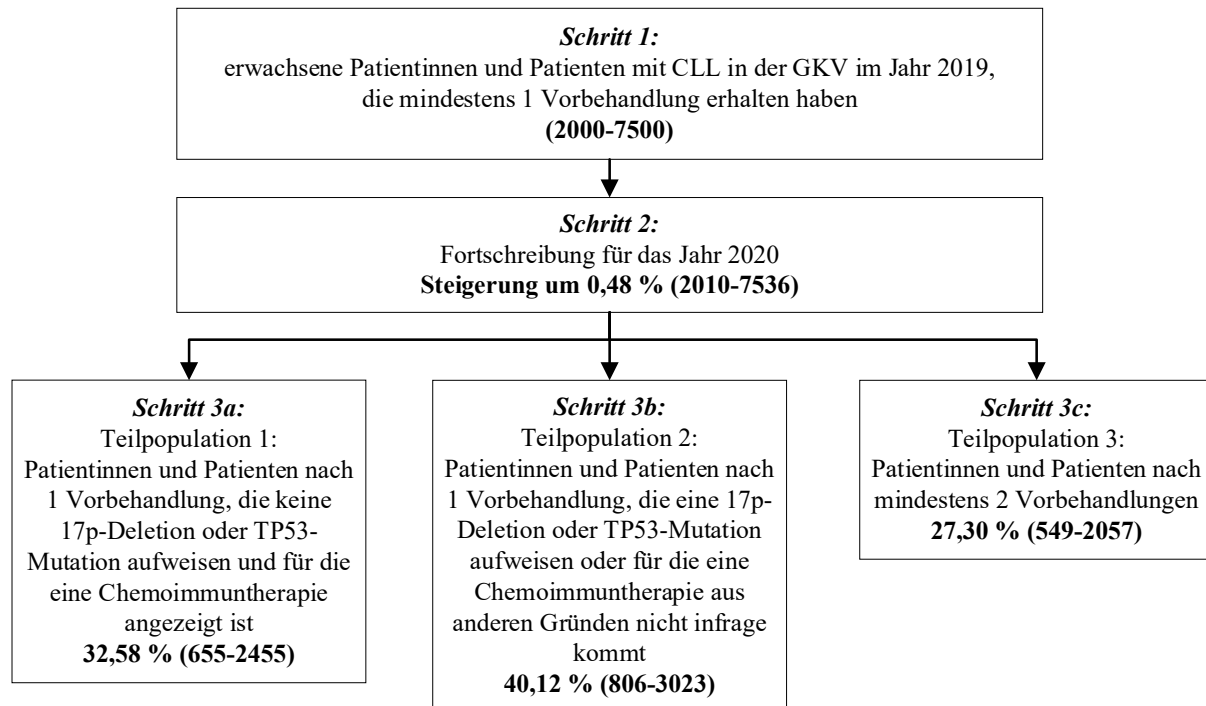 Schritt 1:
erwachsene Patientinnen und Patienten mit CLL in der GKV im Jahr 2019,
die mindestens 1 Vorbehandlung erhalten haben
(2000-7500)
Schritt 2:
Fortschreibung für das Jahr 2020
Steigerung um 0,48 % (2010-7536)
Schritt 3a:
Teilpopulation 1:
Patientinnen und Patienten nach
1 Vorbehandlung, die keine
17p-Deletion oder TP53-
Mutation aufweisen und für die
eine Chemoimmuntherapie
angezeigt ist
32,58 % (655-2455)
Schritt 3b:
Teilpopulation 2:
Patientinnen und Patienten nach
1 Vorbehandlung, die eine 17p-
Deletion oder TP53-Mutation
aufweisen oder für die eine
Chemoimmuntherapie aus
anderen Gründen nicht infrage
kommt
40,12 % (806-3023)
Schritt 3c:
Teilpopulation 3:
Patientinnen und Patienten nach
mindestens 2 Vorbehandlungen
27,30 % (549-2057)